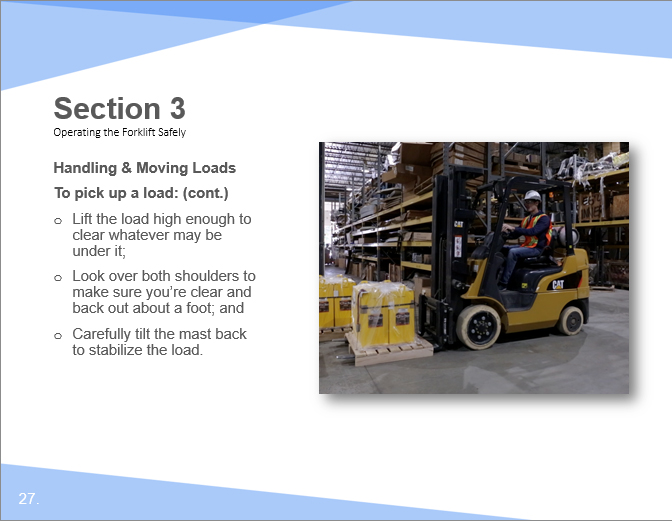 Section 3
Operating the Forklift Safely
Handling & Moving Loads
To pick up a load: (cont.)
o Lift the load high enough to
clear whatever may be
under it;
o Look over both shoulders to
make sure you’re clear and
back out about a foot; and
o Carefully tilt the mast back
to stabilize the load.
CAT
CAT
27.